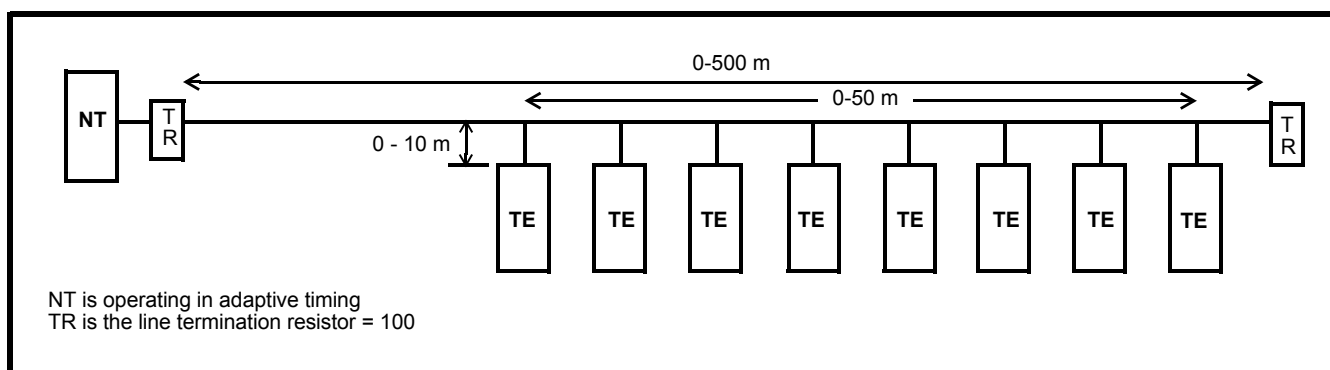 0-500 m
0-50 m
NT
T
R
T
R
0 - 10 m
TE TE TE TE TE TE TE TE
NT is operating in adaptive timing
TR is the line termination resistor = 100